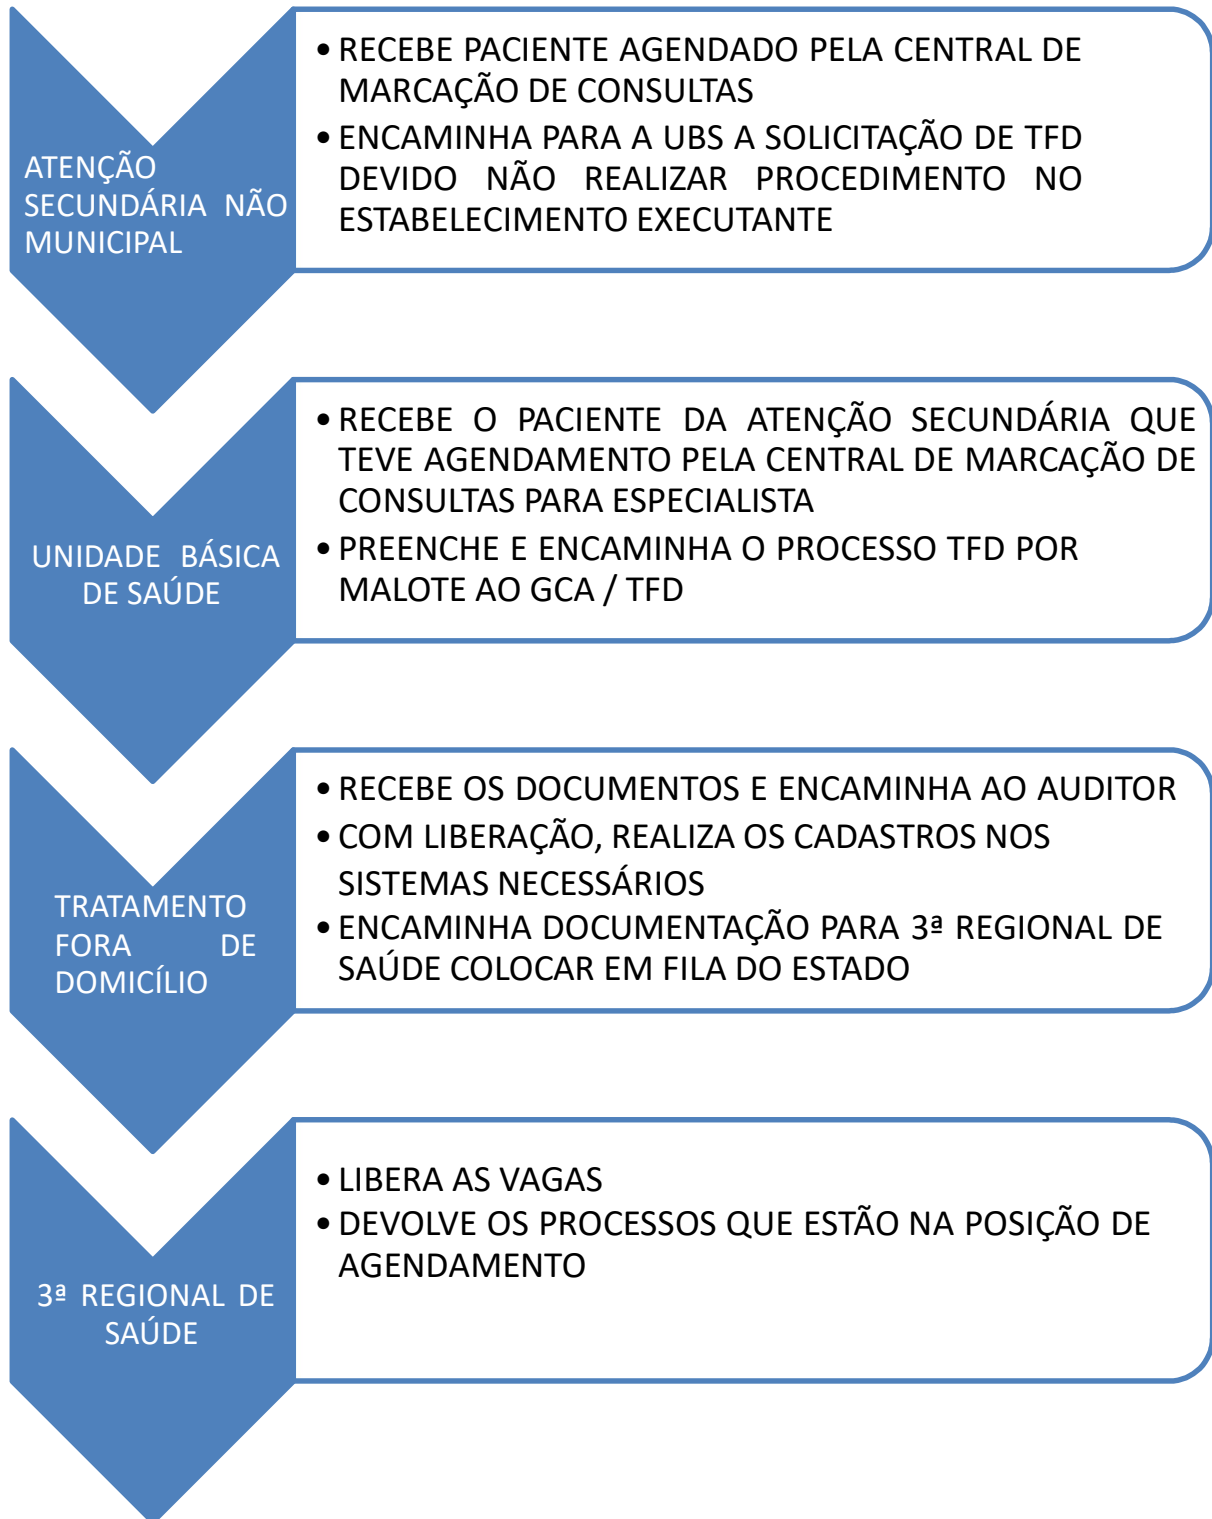 ATENÇÃO
SECUNDÁRIA NÃO
MUNICIPAL
• RECEBE PACIENTE AGENDADO PELA CENTRAL DE
MARCAÇÃO DE CONSULTAS
• ENCAMINHA PARA A UBS A SOLICITAÇÃO DE TFD
DEVIDO NÃO REALIZAR PROCEDIMENTO NO
ESTABELECIMENTO EXECUTANTE
UNIDADE BÁSICA
DE SAÚDE
• RECEBE O PACIENTE DA ATENÇÃO SECUNDÁRIA QUE
TEVE AGENDAMENTO PELA CENTRAL DE MARCAÇÃO DE
CONSULTAS PARA ESPECIALISTA
• PREENCHE E ENCAMINHA O PROCESSO TFD POR
MALOTE AO GCA / TFD
TRATAMENTO
FORA DE
DOMICÍLIO
• RECEBE OS DOCUMENTOS E ENCAMINHA AO AUDITOR
• COM LIBERAÇÃO, REALIZA OS CADASTROS NOS
SISTEMAS NECESSÁRIOS
• ENCAMINHA DOCUMENTAÇÃO PARA 3ª REGIONAL DE
SAÚDE COLOCAR EM FILA DO ESTADO
3ª REGIONAL DE
SAÚDE
• LIBERA AS VAGAS
• DEVOLVE OS PROCESSOS QUE ESTÃO NA POSIÇÃO DE
AGENDAMENTO